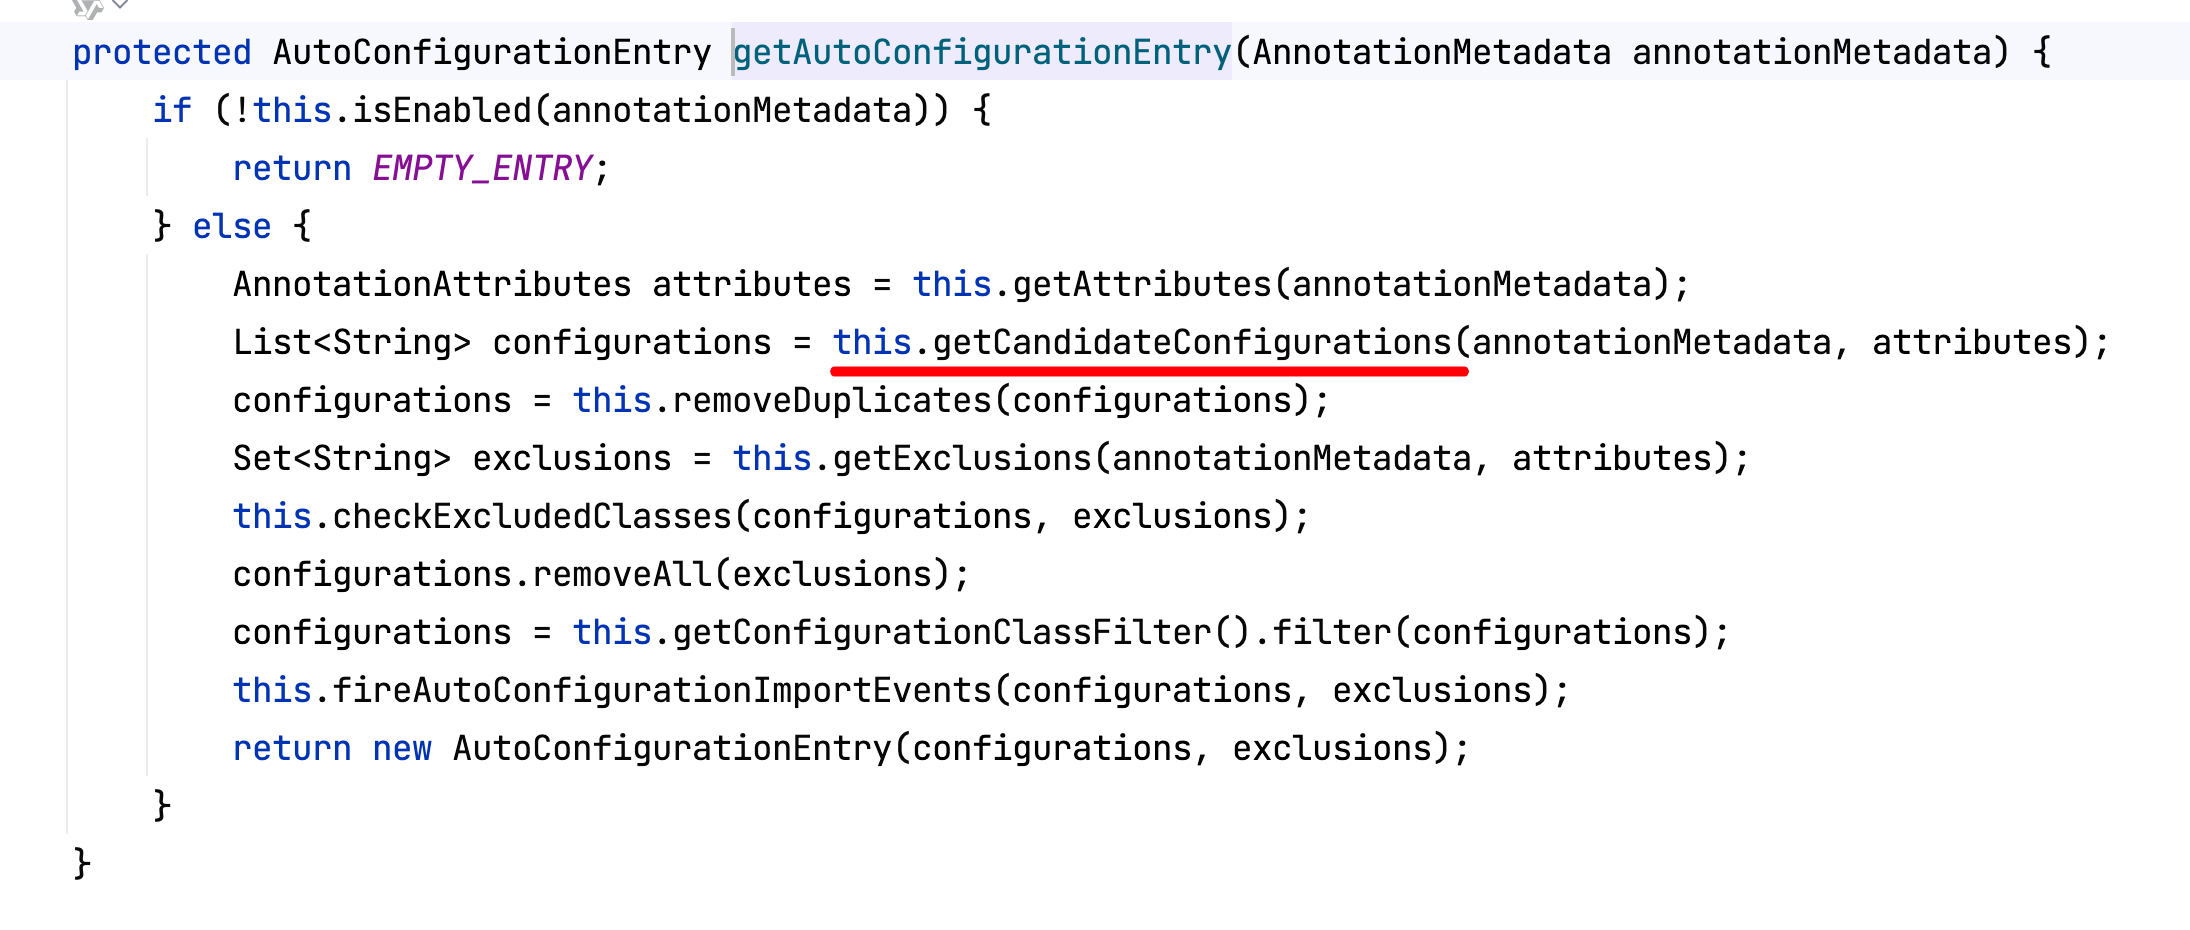 protected AutoConfigurationEntry getAutoConfigurationEntry(AnnotationMetadata annotationMetadata) {
    if (!this.isEnabled(annotationMetadata)) {
        return EMPTY_ENTRY;
    } else {
        AnnotationAttributes attributes = this.getAttributes(annotationMetadata);
        List<String> configurations = this.getCandidateConfigurations(annotationMetadata, attributes);
        configurations = this.removeDuplicates(configurations);
        Set<String> exclusions = this.getExclusions(annotationMetadata, attributes);
        this.checkExcludedClasses(configurations, exclusions);
        configurations.removeAll(exclusions);
        configurations = this.getConfigurationClassFilter().filter(configurations);
        this.fireAutoConfigurationImportEvents(configurations, exclusions);
        return new AutoConfigurationEntry(configurations, exclusions);
    }
}